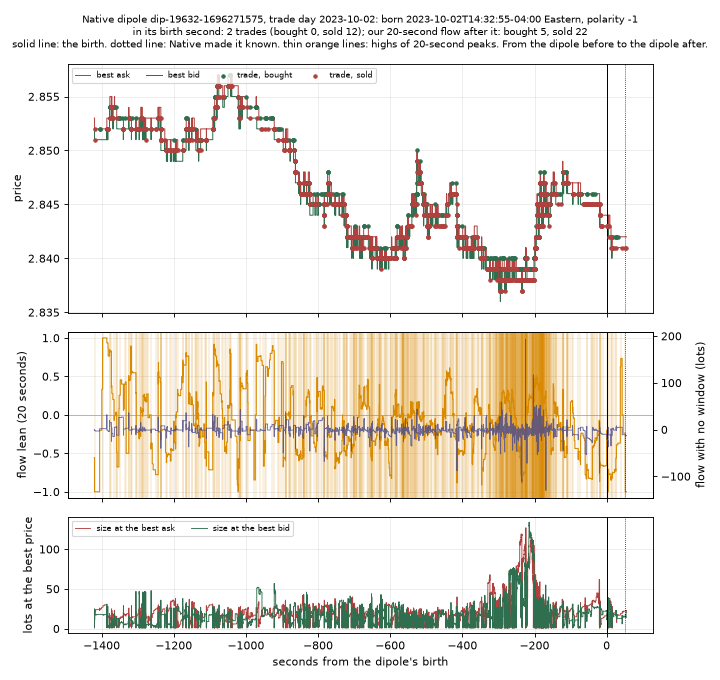 Native dipole dip-19632-1696271575, trade day 2023-10-02: born 2023-10-02T14:32:55-04:00 Eastern, polarity -1
in its birth second: 2 trades (bought 0, sold 12); our 20-second flow after it: bought 5, sold 22
solid line: the birth. dotted line: Native made it known. thin orange lines: highs of 20-second peaks. From the dipole before to the dipole after.
best ask
best bid
trade, bought
trade, sold
2.855
2.850
2.845
2.840
2.835
price
1.0
0.5
0.0
−0.5
−1.0
flow lean (20 seconds)
200
100
0
−100
flow with no window (lots)
size at the best ask
size at the best bid
100
50
0
lots at the best price
−1400
−1200
−1000
−800
−600
−400
−200
0
seconds from the dipole's birth